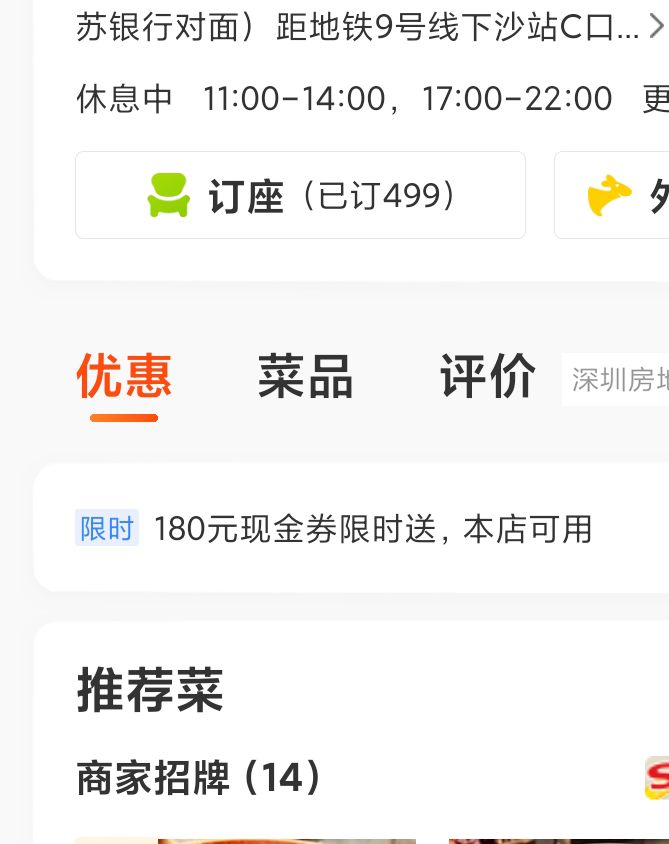 苏银行对面）距地铁9号线下沙站C口...
休息中 11:00-14:00，17:00-22:00 更
订座（已订499）
优惠 菜品 评价 深圳房
限时 180元现金券限时送，本店可用
推荐菜
商家招牌（14）